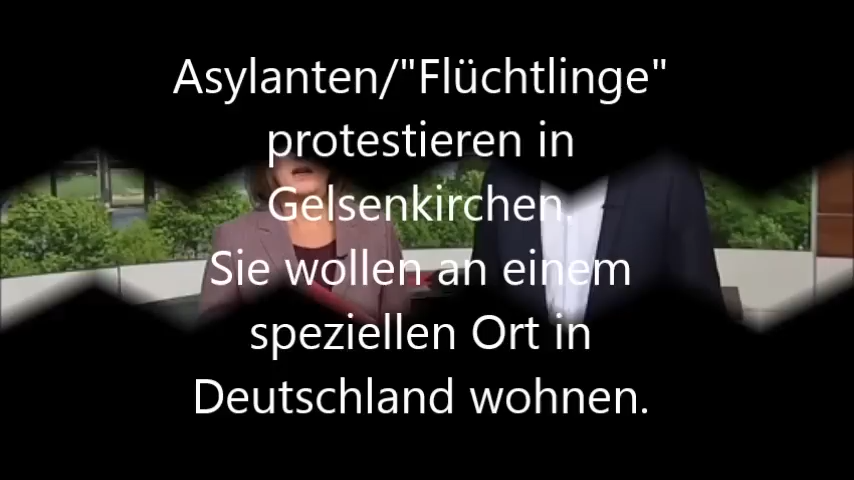 Asylanten/"Flüchtlinge"
protestieren in
Gelsenkirchen.
Sie wollen an einem
speziellen Ort in
Deutschland wohnen.